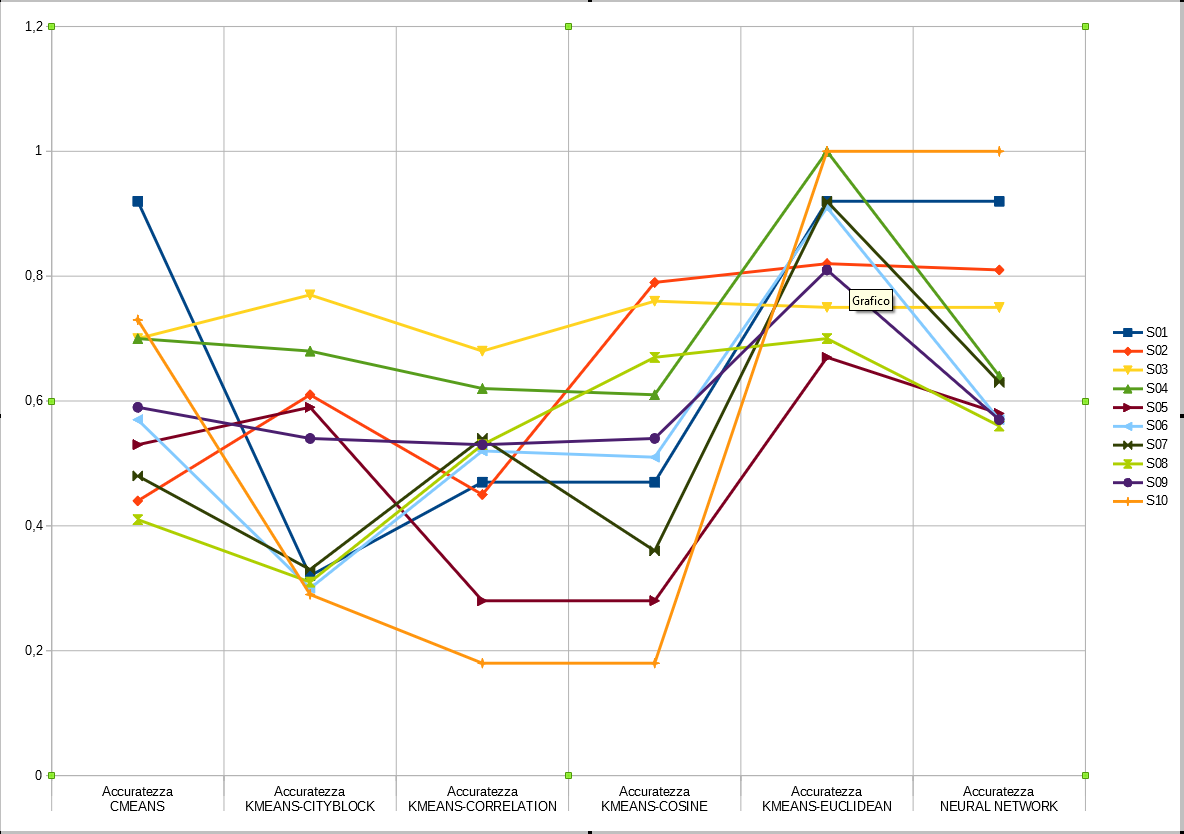 1,2
1
0,8
0,6
0,4
0,2
0
Grafico
S01
S02
S03
S04
S05
S06
S07
S08
S09
S10
Accuratezza
CMEANS
Accuratezza
KMEANS-CITYBLOCK
Accuratezza
KMEANS-CORRELATION
Accuratezza
KMEANS-COSINE
Accuratezza
KMEANS-EUCLIDEAN
Accuratezza
NEURAL NETWORK